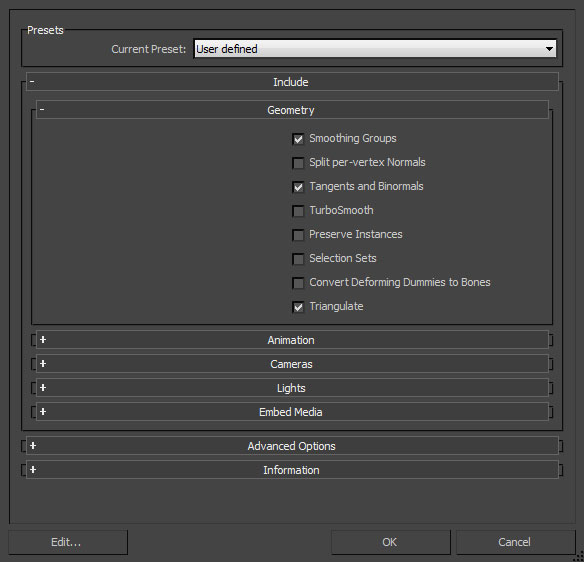 Presets
Current Preset: User defined
- Include
- Geometry
Smoothing Groups
Split per-vertex Normals
Tangents and Binormals
TurboSmooth
Preserve Instances
Selection Sets
Convert Deforming Dummies to Bones
Triangulate
+ Animation
+ Cameras
+ Lights
+ Embed Media
+ Advanced Options
+ Information
Edit... OK Cancel